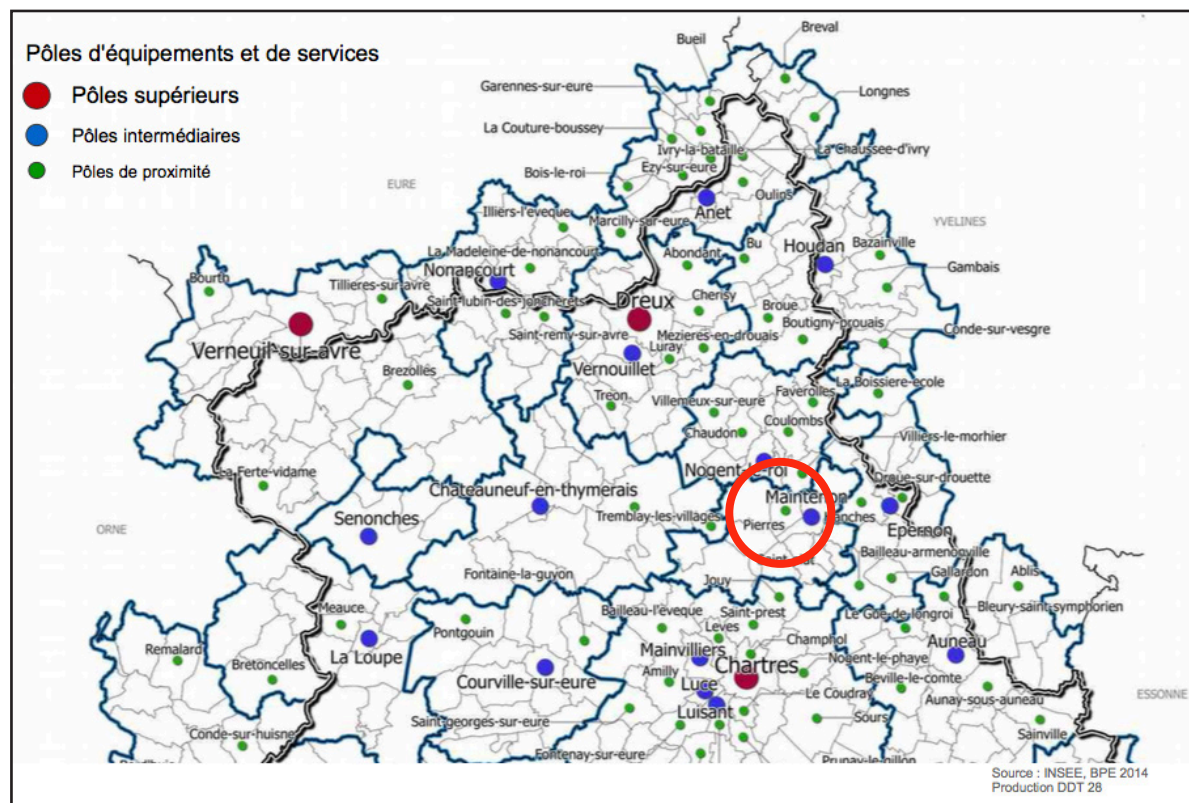 Pôles d'équipements et de services
Pôles supérieurs
Pôles intermédiaires
Pôles de proximité
Breval
Bueil
Garennes-sur-eure
Longnes
La Couture-boussey
Ivry-la-bataille
La Chaussee-d'ivry
Bois-le-roi
Ezy-sur-eure
EURE
Oulins
Anet
Illiers-l'eveque
Marcilly-sur-eure
YVELINES
La Madeleine-de-nonancourt
Abondant
Bu
Houdan
Bazainville
Nonancourt
Gambais
Bourth
Tillieres-sur-avre
Saint-lubin-des-joncherets
Dreux
Cherisy
Broue
Saint-remy-sur-avre
Mezieres-en-drouais
Boutigny-prouais
Conde-sur-vesgre
Verneuil-sur-avre
Luray
Vernouillet
Brezolles
La Boissiere-ecole
Treon
Villemeux-sur-eure
Faverolles
Coulombs
Chaudon
Villiers-le-morhier
La Ferte-vidame
Nogent-le-roi
Droue-sur-drouette
Chateauneuf-en-thymerais
Maintenon
Hanches
Senonches
Tremblay-les-villages
Pierres
Epernon
ORNE
Bailleau-armenonville
Fontaine-la-guyon
Gallardon
Ablis
Jouy
Meauce
Bailleau-l'eveque
Saint-prest
Le Gue-de-longroi
Bleury-saint-symphorien
Pontgouin
Leves
Champhol
Auneau
Remalard
Mainvilliers
La Loupe
Bretoncelles
Chartres
Nogent-le-phaye
Amilly
Courville-sur-eure
Luce
Beville-le-comte
Le Coudray
Aunay-sous-auneau
ESSONNE
Luisant
Saint-georges-sur-eure
Sours
Conde-sur-huisne
Sainville
Fontenay-sur-eure
Source : INSEE, BPE 2014
Production DDT 28